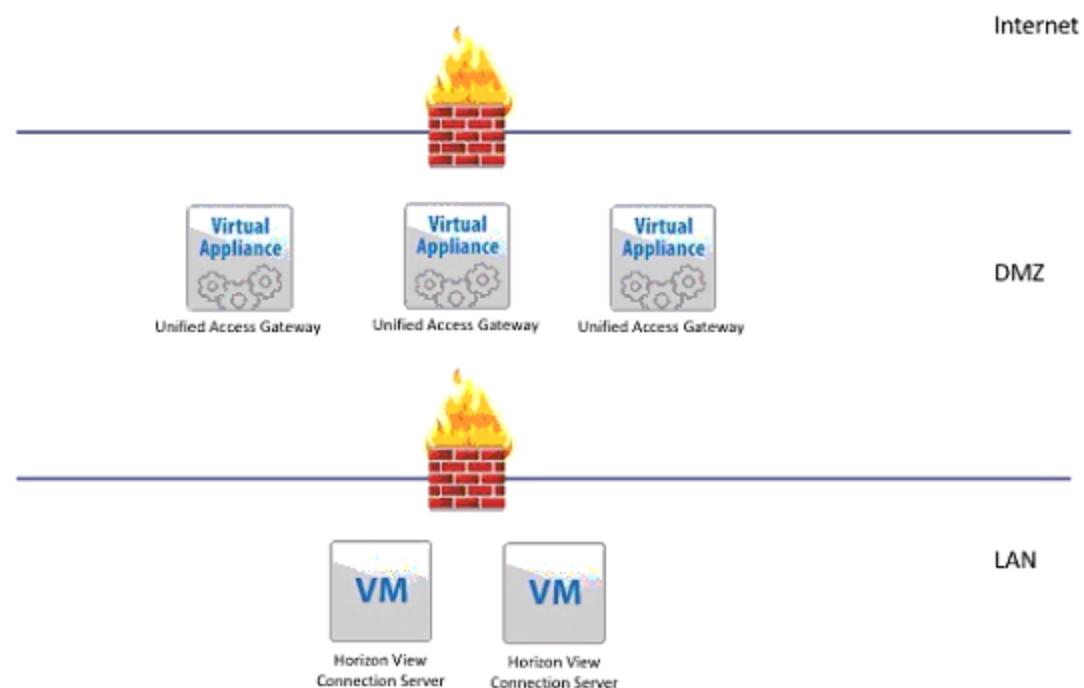 Internet
Virtual
Appliance
Unified Access Gateway
Virtual
Appliance
Unified Access Gateway
Virtual
Appliance
Unified Access Gateway
DMZ
VM
Horizon View
Connection Server
VM
Horizon View
Connection Server
LAN